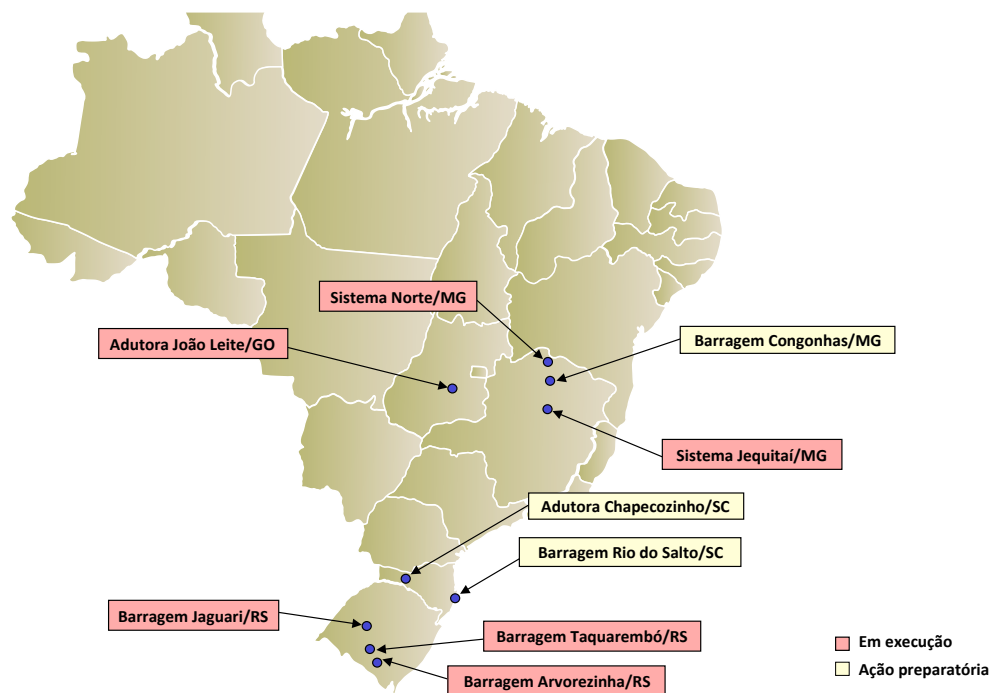 Sistema Norte/MG
Adutora João Leite/GO
Barragem Congonhas/MG
Sistema Jequitaí/MG
Adutora Chapecozinho/SC
Barragem Rio do Salto/SC
Barragem Jaguari/RS
Barragem Taquarembó/RS
Barragem Arvorezinha/RS
Em execução
Ação preparatória